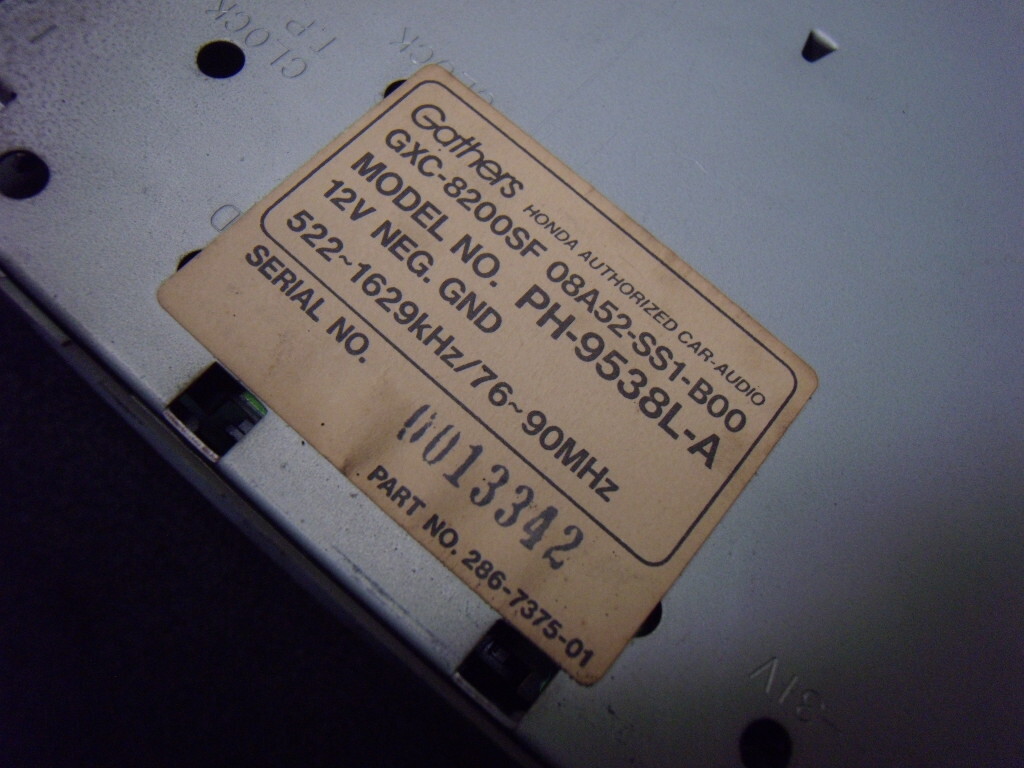 Gathers HONDA AUTHORIZED CAR-AUDIO
GXC-8200SF 08A52-SS1-B00
MODEL NO. PH-9538L-A
12V NEG. GND
522~1629kHz/76~90MHz
SERIAL NO.
0013342
PART NO. 286-7375-01
CLOCK